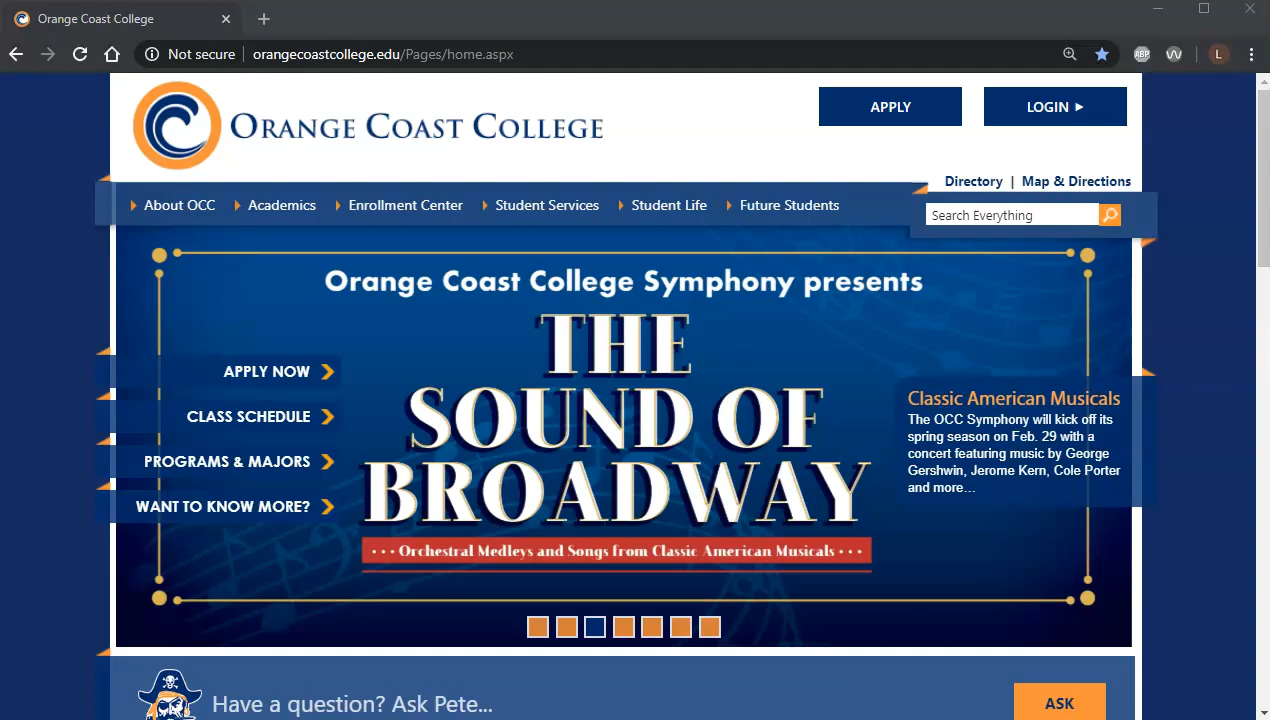 Orange Coast College
Not secure
orangecoastcollege.edu/Pages/home.aspx
ABP
L
ORANGE COAST COLLEGE
APPLY
LOGIN ▸
Directory | Map & Directions
About OCC
Academics
Enrollment Center
Student Services
Student Life
Future Students
Search Everything
Orange Coast College Symphony presents
THE
SOUND OF
BROADWAY
··· Orchestral Medleys and Songs from Classic American Musicals ···
APPLY NOW
CLASS SCHEDULE
PROGRAMS & MAJORS
WANT TO KNOW MORE?
Classic American Musicals
The OCC Symphony will kick off its
spring season on Feb. 29 with a
concert featuring music by George
Gershwin, Jerome Kern, Cole Porter
and more…
Have a question? Ask Pete...
ASK